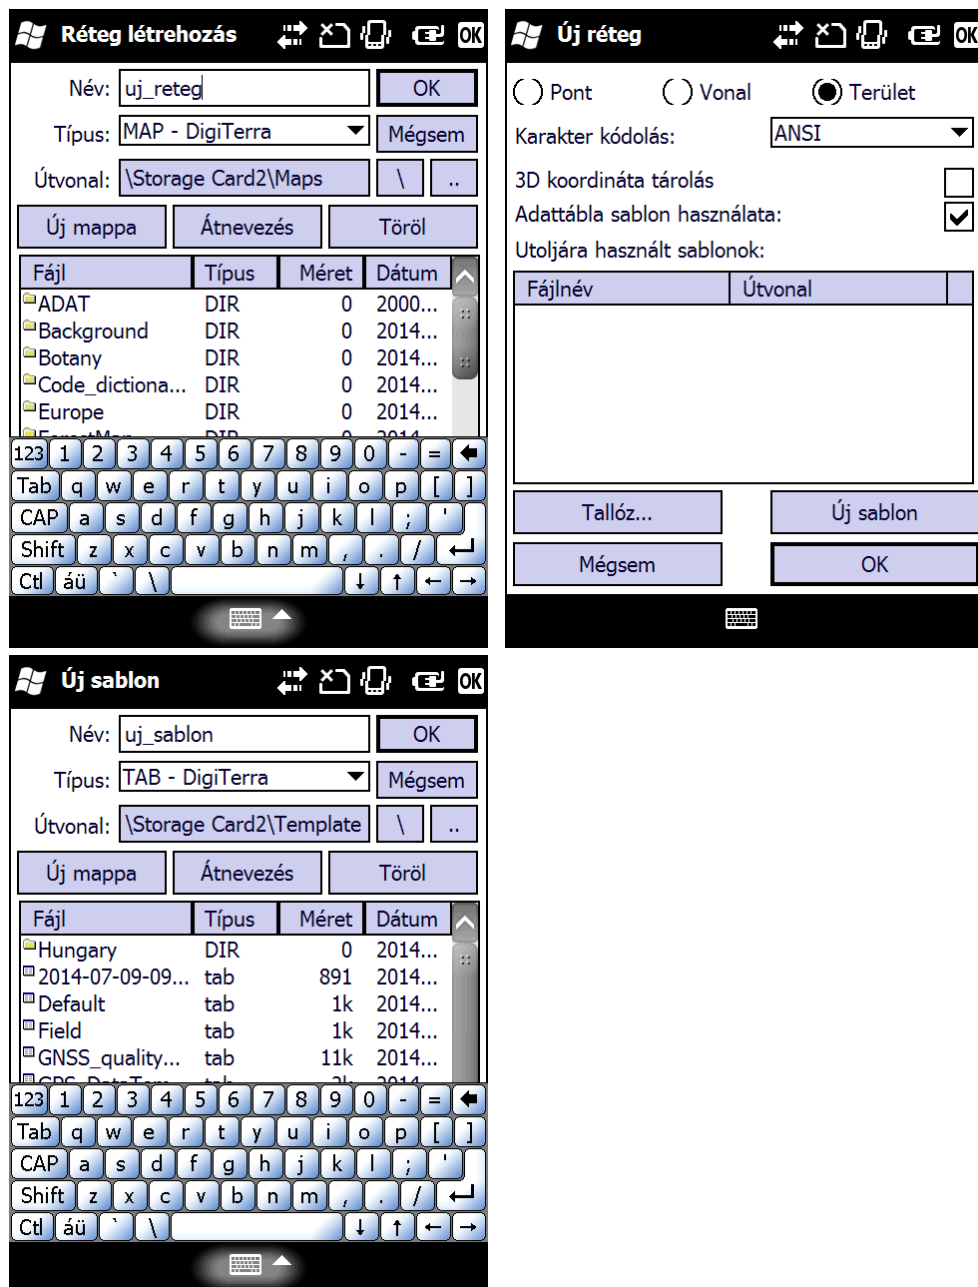 Réteg létrehozás OK
Név: uj_reteg OK
Típus: MAP - DigiTerra Mégsem
Útvonal: \Storage Card2\Maps \ ..
Új mappa Átnevezés Töröl
Fájl Típus Méret Dátum
ADAT DIR 0 2000...
Background DIR 0 2014...
Botany DIR 0 2014...
Code_dictiona... DIR 0 2014...
Europe DIR 0 2014...
123 1 2 3 4 5 6 7 8 9 0 - =
Tab q w e r t y u i o p [ ]
CAP a s d f g h j k l ; '
Shift z x c v b n m , . /
Ctl áü ` \
Új réteg OK
Pont Vonal Terület
Karakter kódolás: ANSI
3D koordináta tárolás
Adattábla sablon használata:
Utoljára használt sablonok:
Fájlnév Útvonal
Tallóz... Új sablon
Mégsem OK
Új sablon OK
Név: uj_sablon OK
Típus: TAB - DigiTerra Mégsem
Útvonal: \Storage Card2\Template \ ..
Új mappa Átnevezés Töröl
Fájl Típus Méret Dátum
Hungary DIR 0 2014...
2014-07-09-09... tab 891 2014...
Default tab 1k 2014...
Field tab 1k 2014...
GNSS_quality... tab 11k 2014...
123 1 2 3 4 5 6 7 8 9 0 - =
Tab q w e r t y u i o p [ ]
CAP a s d f g h j k l ; '
Shift z x c v b n m , . /
Ctl áü ` \